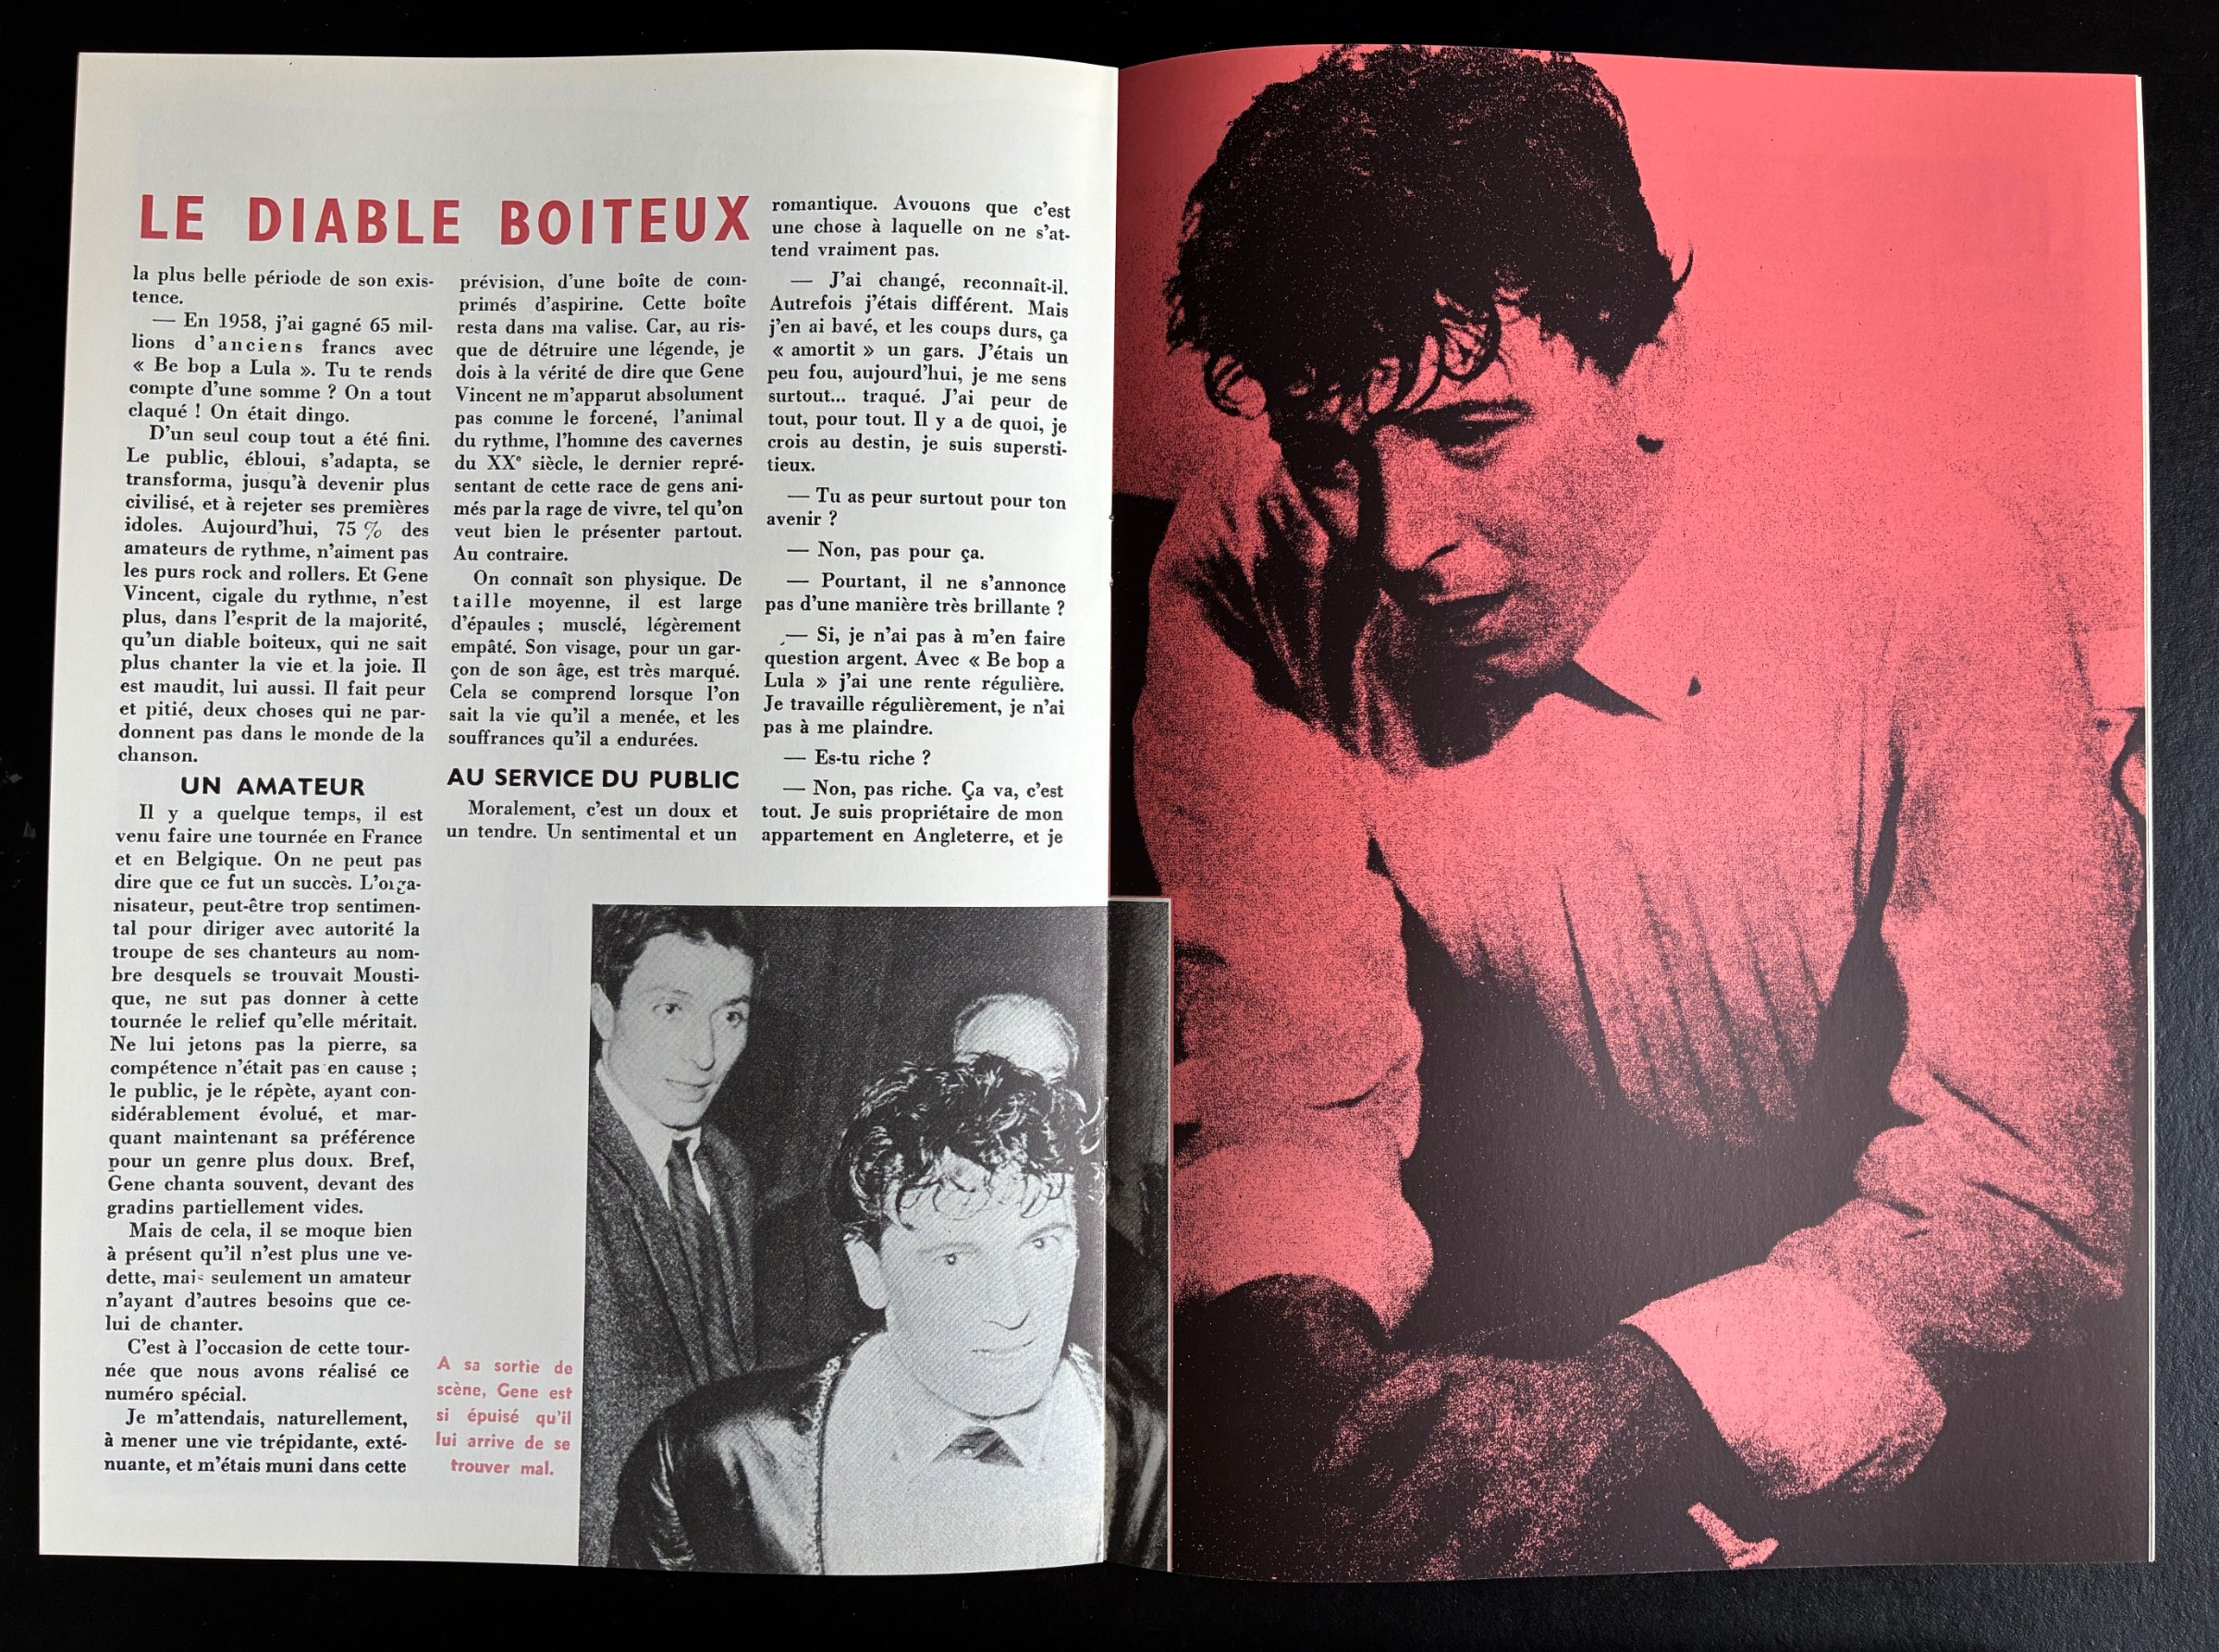 LE DIABLE BOITEUX
la plus belle période de son exis-
tence.
— En 1958, j'ai gagné 65 mil-
lions d'anciens francs avec
« Be bop a Lula ». Tu te rends
compte d'une somme ? On a tout
claqué ! On était dingo.
D'un seul coup tout a été fini.
Le public, ébloui, s'adapta, se
transforma, jusqu'à devenir plus
civilisé, et à rejeter ses premières
idoles. Aujourd'hui, 75 % des
amateurs de rythme, n'aiment pas
les purs rock and rollers. Et Gene
Vincent, cigale du rythme, n'est
plus, dans l'esprit de la majorité,
qu'un diable boiteux, qui ne sait
plus chanter la vie et la joie. Il
est maudit, lui aussi. Il fait peur
et pitié, deux choses qui ne par-
donnent pas dans le monde de la
chanson.
UN AMATEUR
Il y a quelque temps, il est
venu faire une tournée en France
et en Belgique. On ne peut pas
dire que ce fut un succès. L'orga-
nisateur, peut-être trop sentimen-
tal pour diriger avec autorité la
troupe de ses chanteurs au nom-
bre desquels se trouvait Mousti-
que, ne sut pas donner à cette
tournée le relief qu'elle méritait.
Ne lui jetons pas la pierre, sa
compétence n'était pas en cause ;
le public, je le répète, ayant con-
sidérablement évolué, et mar-
quant maintenant sa préférence
pour un genre plus doux. Bref,
Gene chanta souvent, devant des
gradins partiellement vides.
Mais de cela, il se moque bien
à présent qu'il n'est plus une ve-
dette, mais seulement un amateur
n'ayant d'autres besoins que ce-
lui de chanter.
C'est à l'occasion de cette tour-
née que nous avons réalisé ce
numéro spécial.
Je m'attendais, naturellement,
à mener une vie trépidante, exté-
nuante, et m'étais muni dans cette
prévision, d'une boîte de com-
primés d'aspirine. Cette boîte
resta dans ma valise. Car, au ris-
que de détruire une légende, je
dois à la vérité de dire que Gene
Vincent ne m'apparut absolument
pas comme le forcené, l'animal
du rythme, l'homme des cavernes
du XXe siècle, le dernier repré-
sentant de cette race de gens ani-
més par la rage de vivre, tel qu'on
veut bien le présenter partout.
Au contraire.
On connaît son physique. De
taille moyenne, il est large
d'épaules ; musclé, légèrement
empâté. Son visage, pour un gar-
çon de son âge, est très marqué.
Cela se comprend lorsque l'on
sait la vie qu'il a menée, et les
souffrances qu'il a endurées.
AU SERVICE DU PUBLIC
Moralement, c'est un doux et
un tendre. Un sentimental et un
romantique. Avouons que c'est
une chose à laquelle on ne s'at-
tend vraiment pas.
— J'ai changé, reconnaît-il.
Autrefois j'étais différent. Mais
j'en ai bavé, et les coups durs, ça
« amortit » un gars. J'étais un
peu fou, aujourd'hui, je me sens
surtout... traqué. J'ai peur de
tout, pour tout. Il y a de quoi, je
crois au destin, je suis supersti-
tieux.
— Tu as peur surtout pour ton
avenir ?
— Non, pas pour ça.
— Pourtant, il ne s'annonce
pas d'une manière très brillante ?
— Si, je n'ai pas à m'en faire
question argent. Avec « Be bop a
Lula » j'ai une rente régulière.
Je travaille régulièrement, je n'ai
pas à me plaindre.
— Es-tu riche ?
— Non, pas riche. Ça va, c'est
tout. Je suis propriétaire de mon
appartement en Angleterre, et je
A sa sortie de
scène, Gene est
si épuisé qu'il
lui arrive de se
trouver mal.